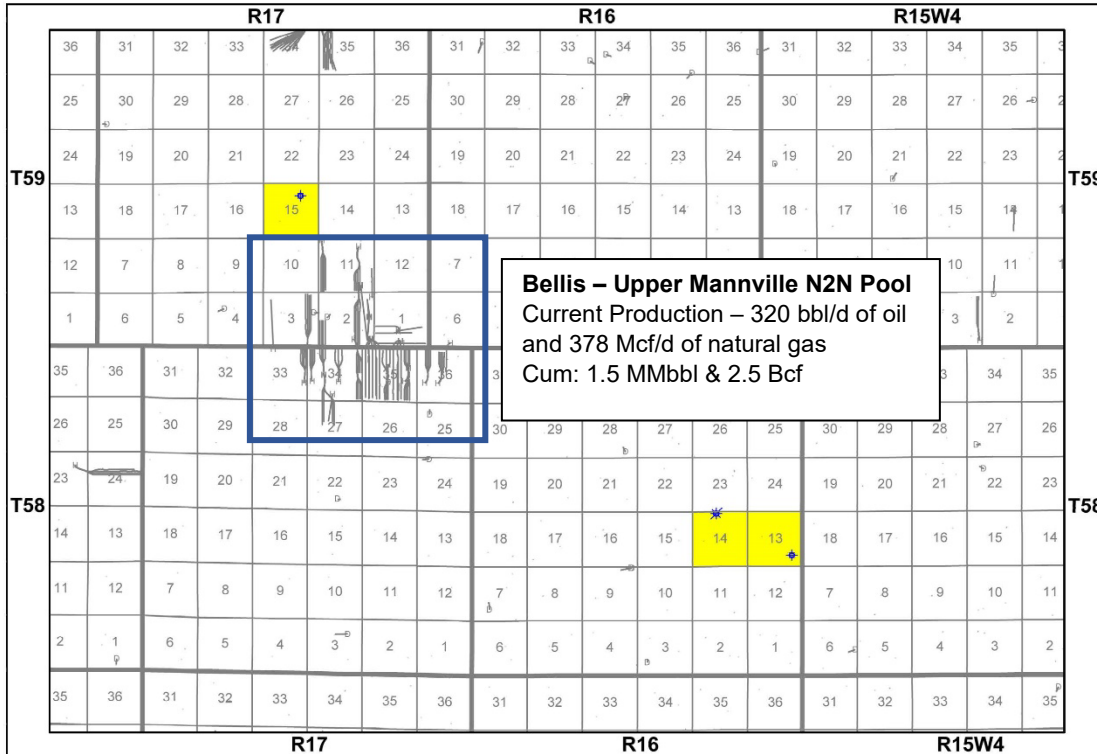 R17 R16 R15W4
36 31 32 33 34 35 36 31 32 33 34 35 36 31 32 33 34 35
25 30 29 28 27 26 25 30 29 28 27 26 25 30 29 28 27 26
24 19 20 21 22 23 24 19 20 21 22 23 24 19 20 21 22 23
T59 T59
13 18 17 16 15 14 13 18 17 16 15 14 13 18 17 16 15 14
12 7 8 9 10 11 12 7 10 11
1 6 5 4 3 2 1 6 3 2
Bellis – Upper Mannville N2N Pool
Current Production – 320 bbl/d of oil
and 378 Mcf/d of natural gas
Cum: 1.5 MMbbl & 2.5 Bcf
35 36 31 32 33 34 35 36 34 35
26 25 30 29 28 27 26 25 30 29 28 27 26 25 30 29 28 27 26
23 24 19 20 21 22 23 24 19 20 21 22 23 24 19 20 21 22 23
T58 T58
14 13 18 17 16 15 14 13 18 17 16 15 14 13 18 17 16 15 14
11 12 7 8 9 10 11 12 7 8 9 10 11 12 7 8 9 10 11
2 1 6 5 4 3 2 1 6 5 4 3 2 1 6 5 4 3 2
35 36 31 32 33 34 35 36 31 32 33 34 35 36 31 32 33 34 35
R17 R16 R15W4